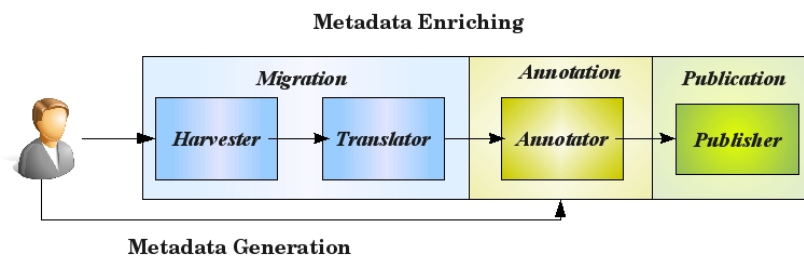 Metadata Enriching
Migration
Annotation
Publication
Harvester
Translator
Annotator
Publisher
Metadata Generation